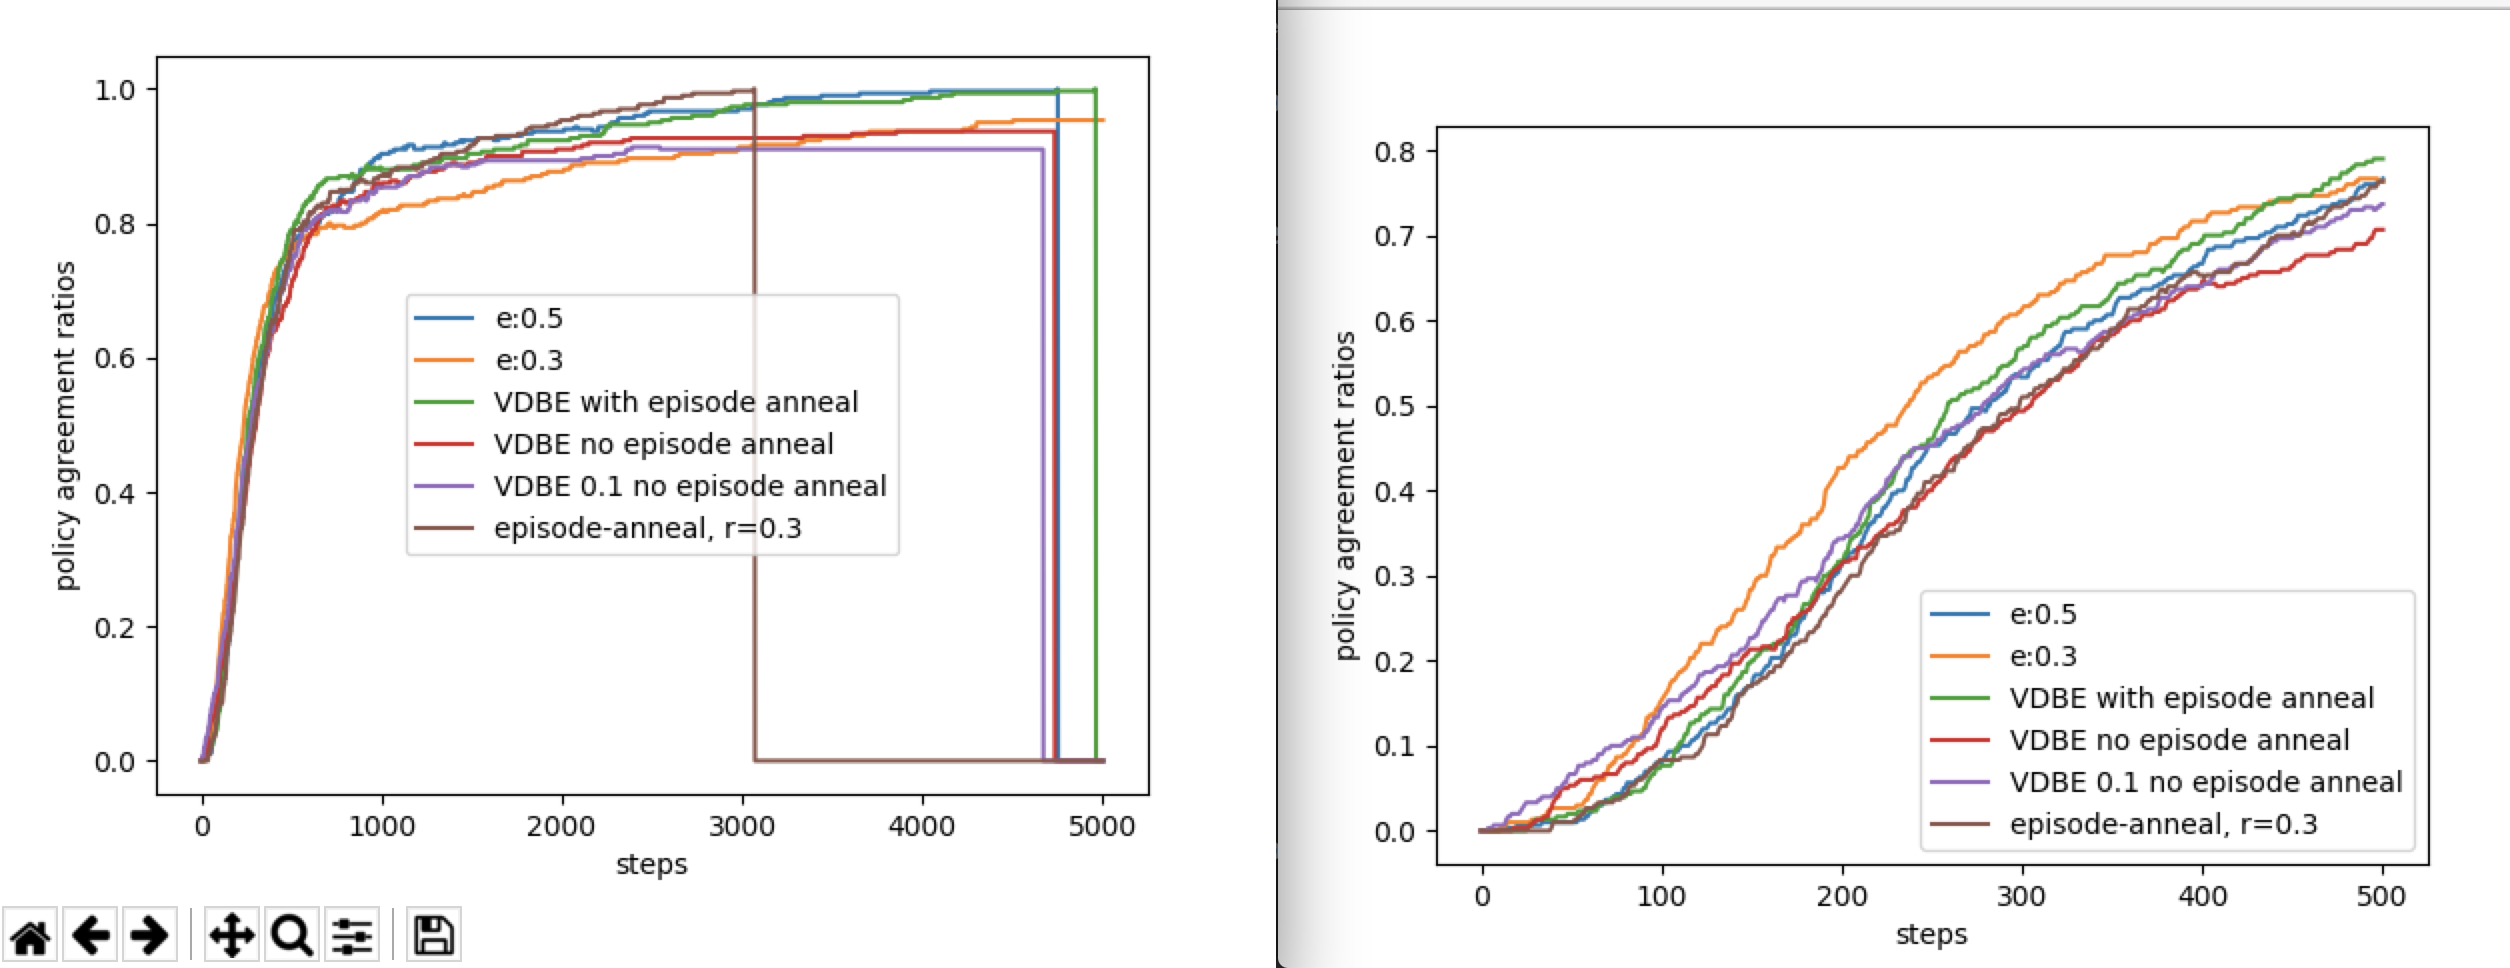 1.0
0.8
0.6
0.4
0.2
0.0
policy agreement ratios
e:0.5
e:0.3
VDBE with episode anneal
VDBE no episode anneal
VDBE 0.1 no episode anneal
episode-anneal, r=0.3
0 1000 2000 3000 4000 5000
steps
0.8
0.7
0.6
0.5
0.4
0.3
0.2
0.1
0.0
policy agreement ratios
e:0.5
e:0.3
VDBE with episode anneal
VDBE no episode anneal
VDBE 0.1 no episode anneal
episode-anneal, r=0.3
0 100 200 300 400 500
steps